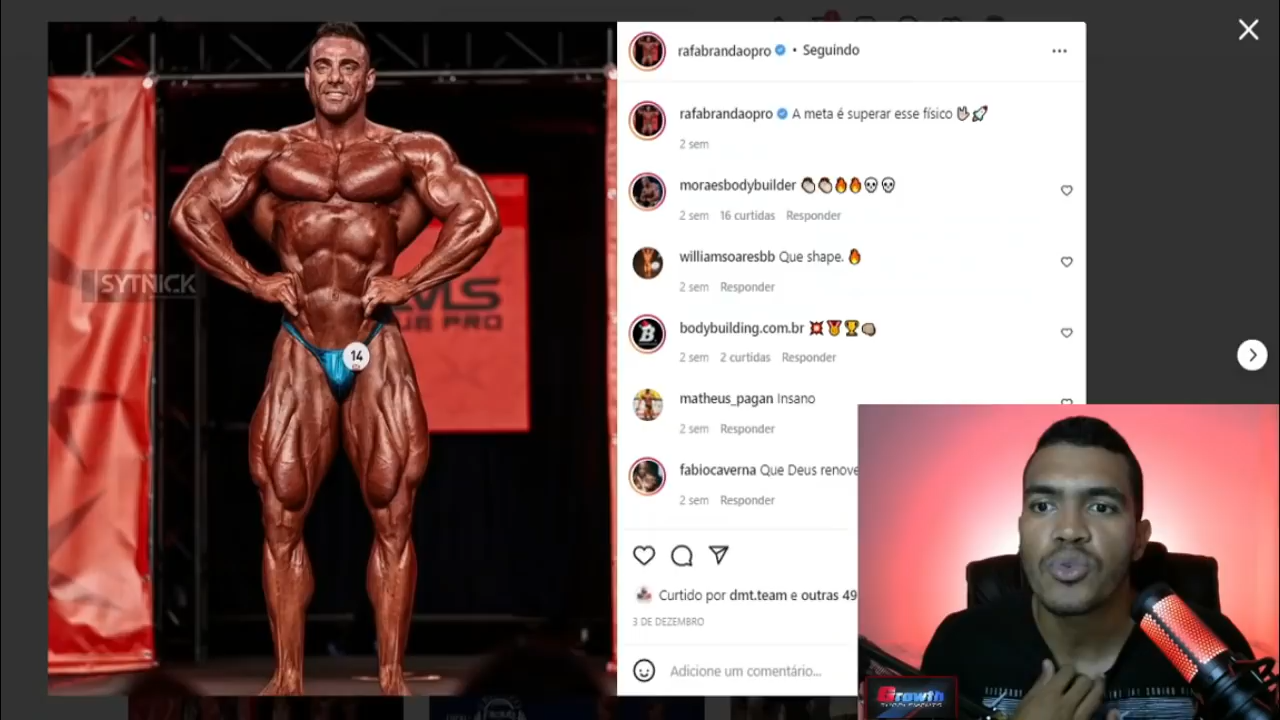 rafabrandaopro • Seguindo
rafabrandaopro A meta é superar esse físico
2 sem
moraesbodybuilder
2 sem 16 curtidas Responder
williamsoaresbb Que shape.
2 sem Responder
bodybuilding.com.br
2 sem 2 curtidas Responder
matheus_pagan Insano
2 sem Responder
fabiocaverna Que Deus renove
2 sem Responder
Curtido por dmt.team e outras 49
3 DE DEZEMBRO
Adicione um comentário...
SYTNICK
UE PRO
14
B
Growth